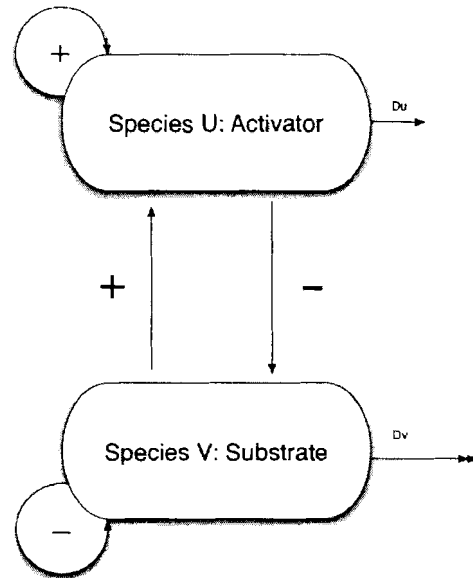 +
Species U: Activator
Du
+
−
Species V: Substrate
Dv
−